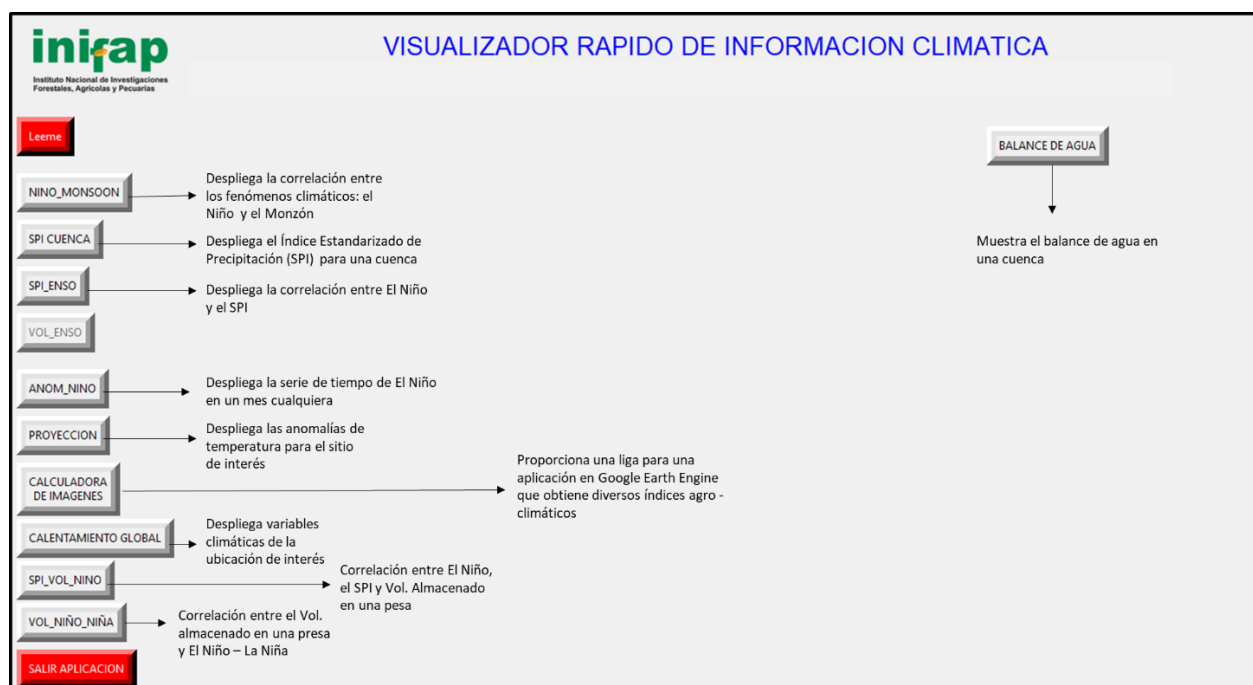 inifap
Instituto Nacional de Investigaciones
Forestales, Agrícolas y Pecuarias
VISUALIZADOR RAPIDO DE INFORMACION CLIMATICA
Leeme
BALANCE DE AGUA
Muestra el balance de agua en
una cuenca
NINO_MONSOON
Despliega la correlación entre
los fenómenos climáticos: el
Niño y el Monzón
SPI CUENCA
Despliega el Índice Estandarizado de
Precipitación (SPI) para una cuenca
SPI_ENSO
Despliega la correlación entre El Niño
y el SPI
VOL_ENSO
ANOM_NINO
Despliega la serie de tiempo de El Niño
en un mes cualquiera
PROYECCION
Despliega las anomalías de
temperatura para el sitio
de interés
CALCULADORA
DE IMAGENES
Proporciona una liga para una
aplicación en Google Earth Engine
que obtiene diversos índices agro -
climáticos
CALENTAMIENTO GLOBAL
Despliega variables
climáticas de la
ubicación de interés
SPI_VOL_NINO
Correlación entre El Niño,
el SPI y Vol. Almacenado
en una pesa
VOL_NIÑO_NIÑA
Correlación entre el Vol.
almacenado en una presa
y El Niño – La Niña
SALIR APLICACION